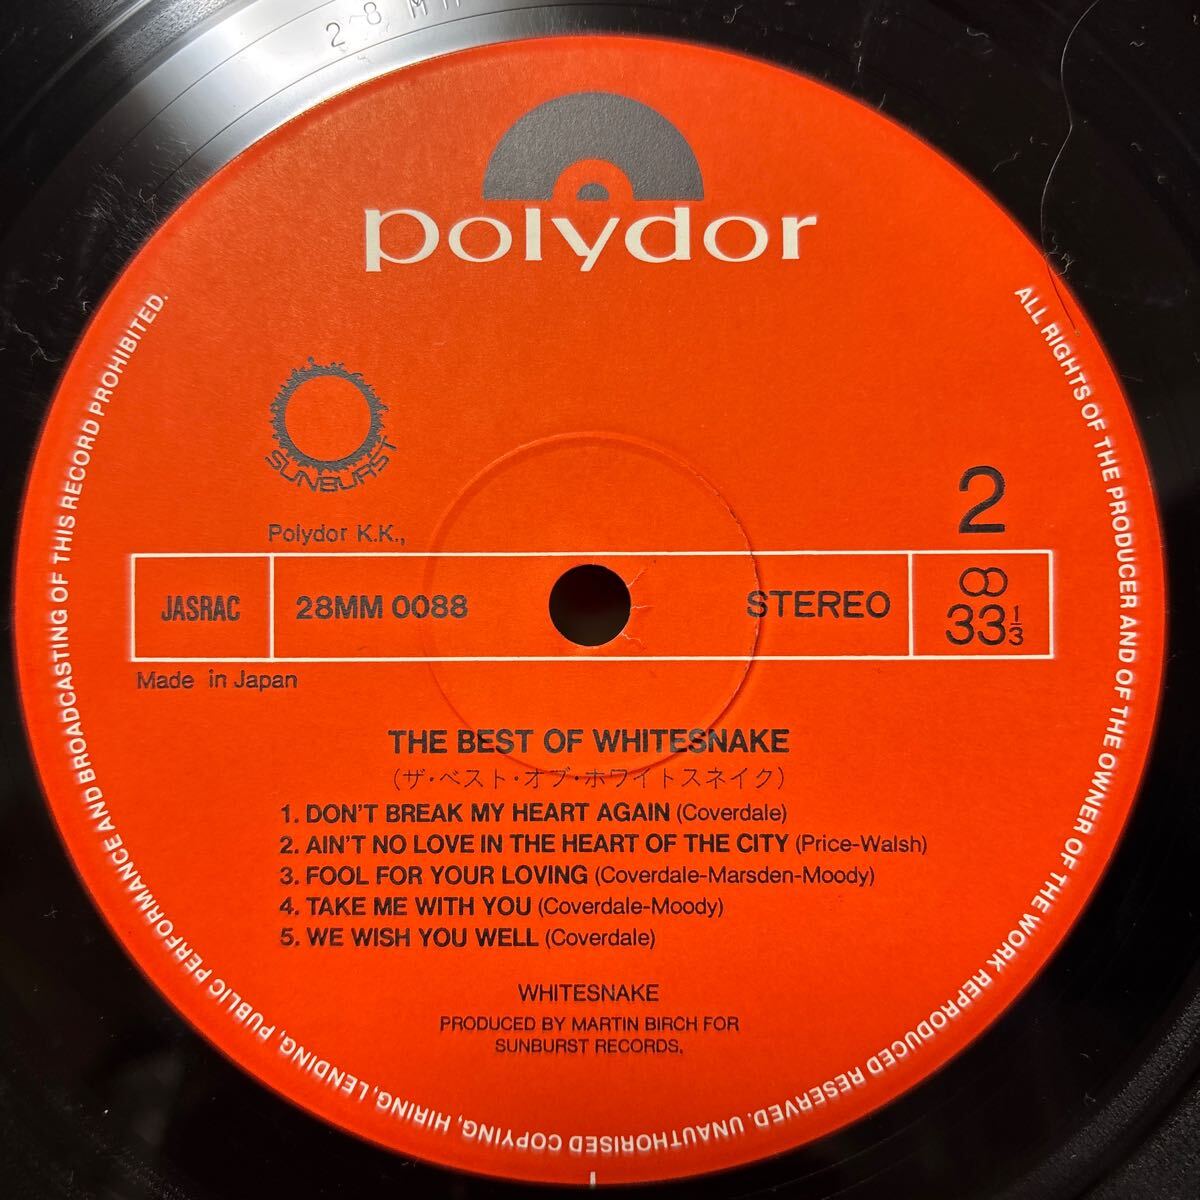 polydor
SUNBURST
Polydor K.K.,
2
JASRAC
28MM 0088
STEREO
33⅓
Made in Japan
THE BEST OF WHITESNAKE
(ザ・ベスト・オブ・ホワイトスネイク)
1. DON'T BREAK MY HEART AGAIN (Coverdale)
2. AIN'T NO LOVE IN THE HEART OF THE CITY (Price-Walsh)
3. FOOL FOR YOUR LOVING (Coverdale-Marsden-Moody)
4. TAKE ME WITH YOU (Coverdale-Moody)
5. WE WISH YOU WELL (Coverdale)
WHITESNAKE
PRODUCED BY MARTIN BIRCH FOR
SUNBURST RECORDS,
ALL RIGHTS OF THE PRODUCER AND OF THE OWNER OF THE WORK REPRODUCED RESERVED. UNAUTHORISED COPYING, HIRING, LENDING, PUBLIC PERFORMANCE AND BROADCASTING OF THIS RECORD PROHIBITED.